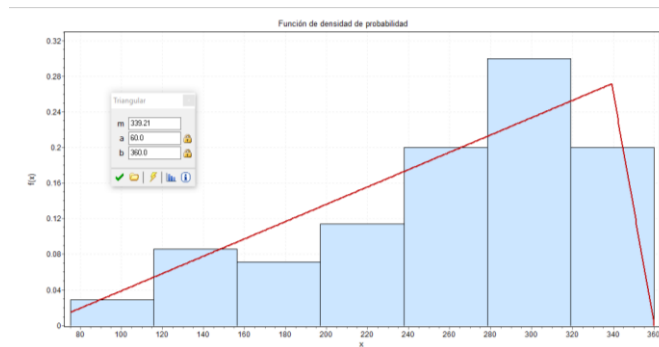 Función de densidad de probabilidad
0.32
0.28
0.24
0.2
0.16
0.12
0.08
0.04
0
f(x)
Triangular
m 339.21
a 60.0
b 360.0
80 100 120 140 160 180 200 220 240 260 280 300 320 340 360
x